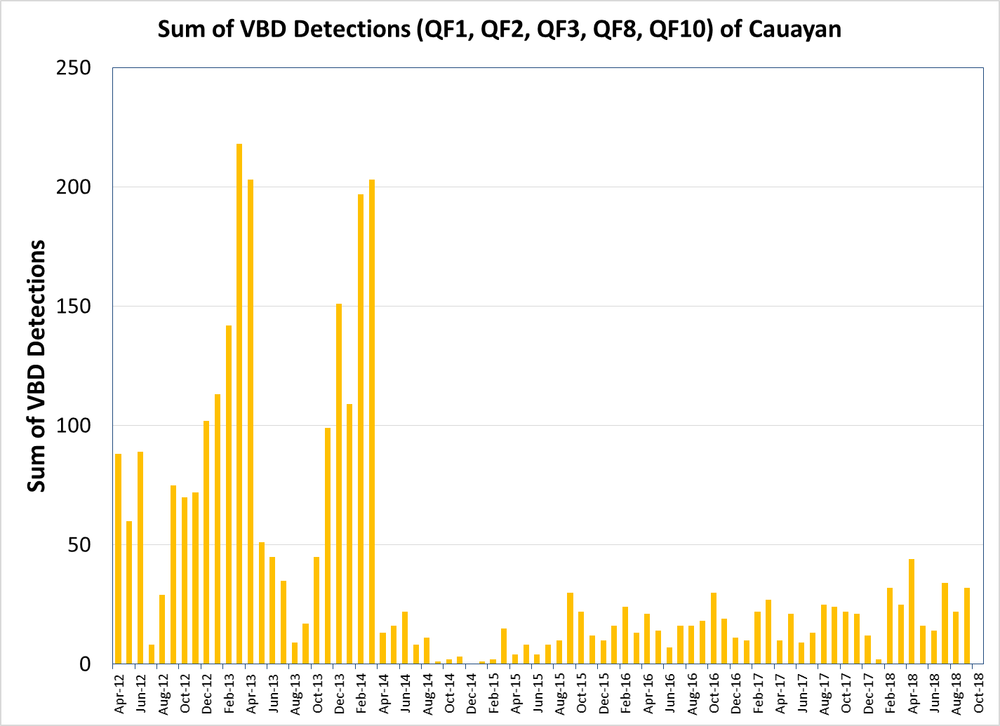 Sum of VBD Detections (QF1, QF2, QF3, QF8, QF10) of Cauayan
Sum of VBD Detections
250
200
150
100
50
0
Apr-12
Jun-12
Aug-12
Oct-12
Dec-12
Feb-13
Apr-13
Jun-13
Aug-13
Oct-13
Dec-13
Feb-14
Apr-14
Jun-14
Aug-14
Oct-14
Dec-14
Feb-15
Apr-15
Jun-15
Aug-15
Oct-15
Dec-15
Feb-16
Apr-16
Jun-16
Aug-16
Oct-16
Dec-16
Feb-17
Apr-17
Jun-17
Aug-17
Oct-17
Dec-17
Feb-18
Apr-18
Jun-18
Aug-18
Oct-18